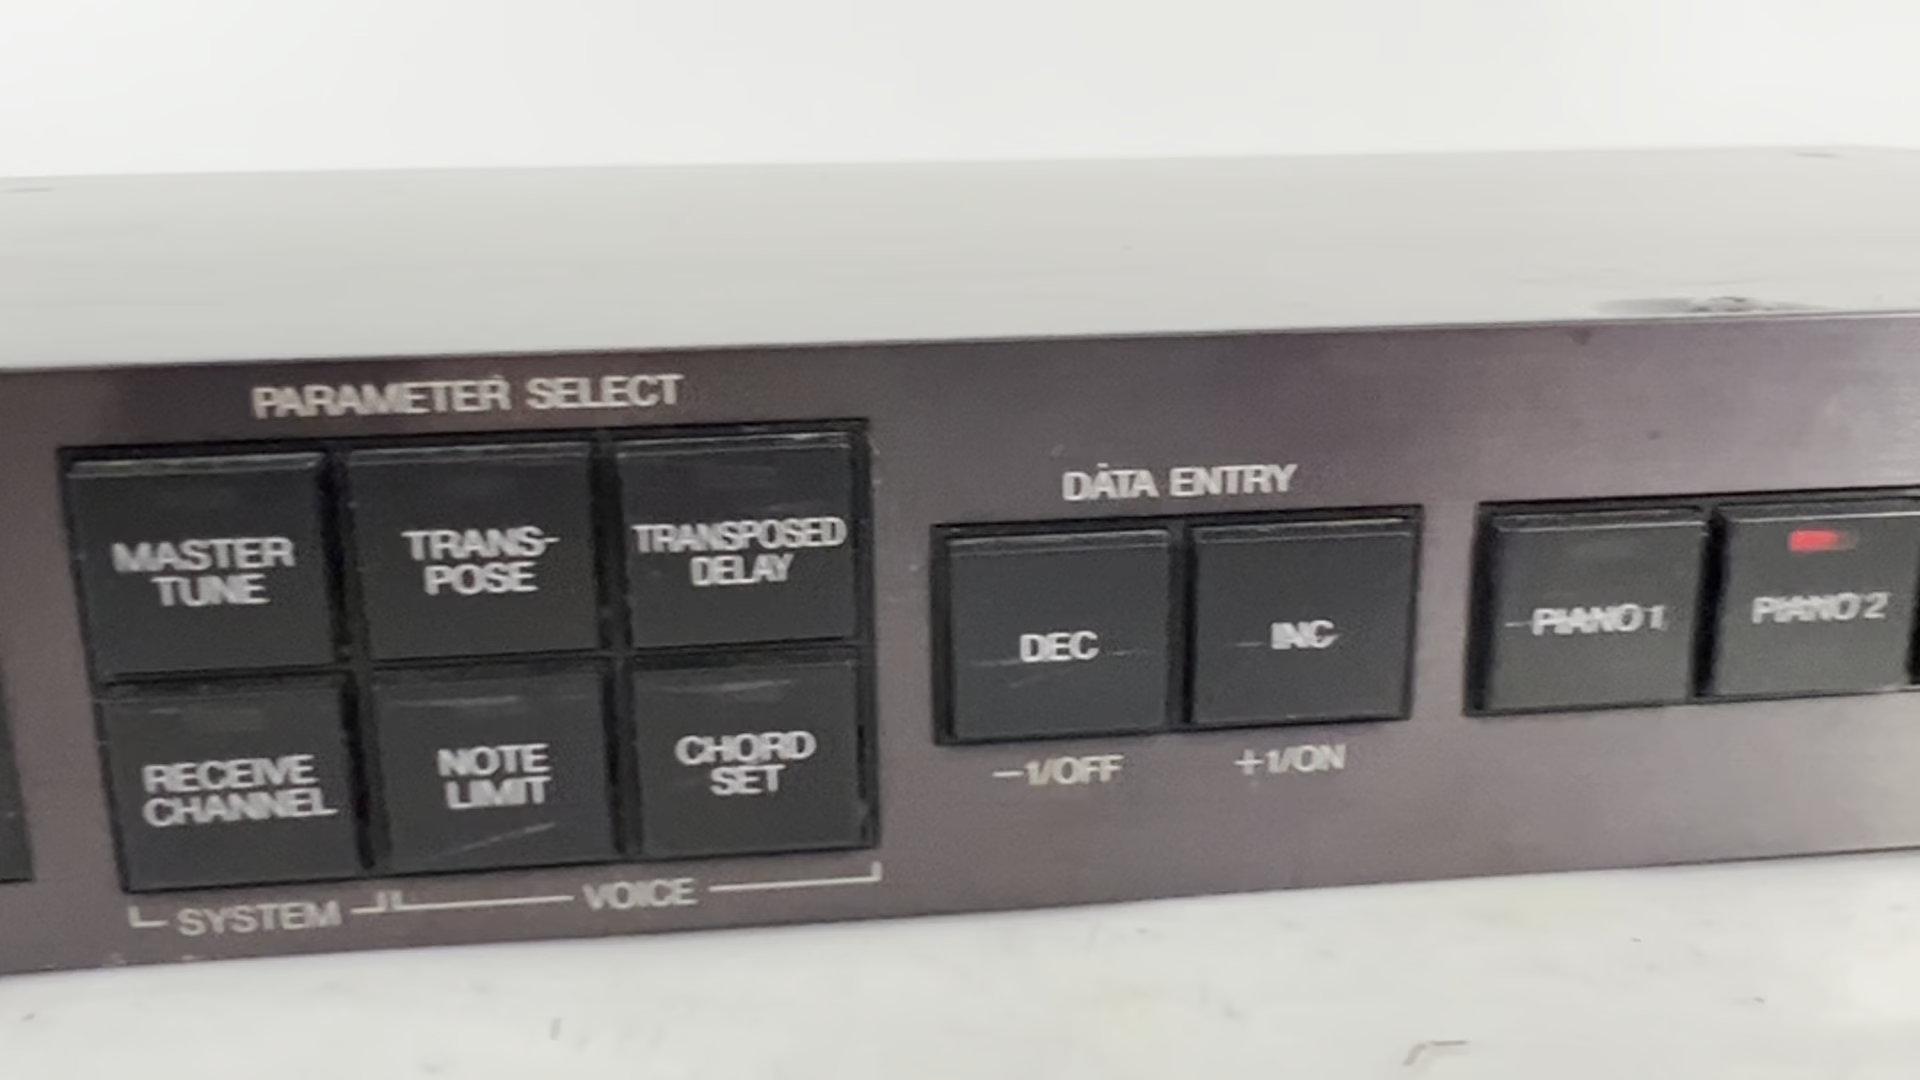 PARAMETER SELECT
MASTER
TUNE
TRANS-
POSE
TRANSPOSED
DELAY
RECEIVE
CHANNEL
NOTE
LIMIT
CHORD
SET
SYSTEM
VOICE
DATA ENTRY
DEC
INC
-1/OFF
+1/ON
PIANO 1
PIANO 2